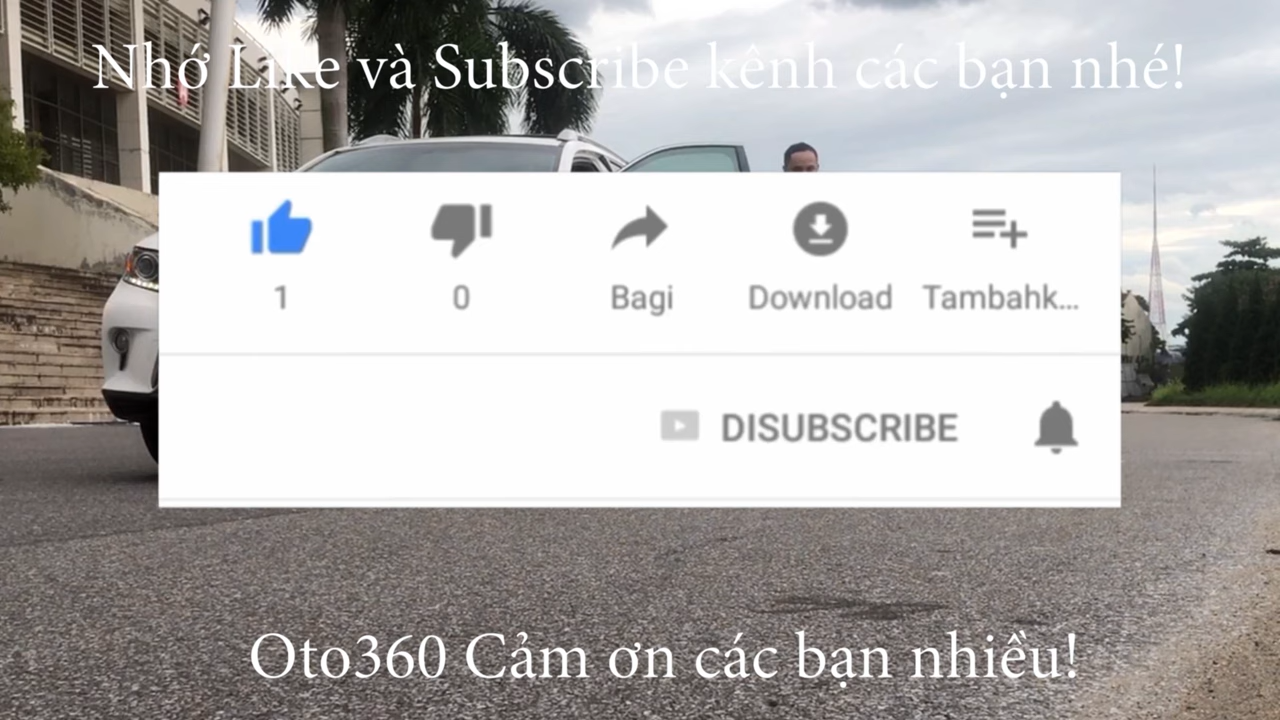 Nhớ Like và Subscribe kênh các bạn nhé!
1
0
Bagi
Download
Tambahk...
DISUBSCRIBE
Oto360 Cảm ơn các bạn nhiều!